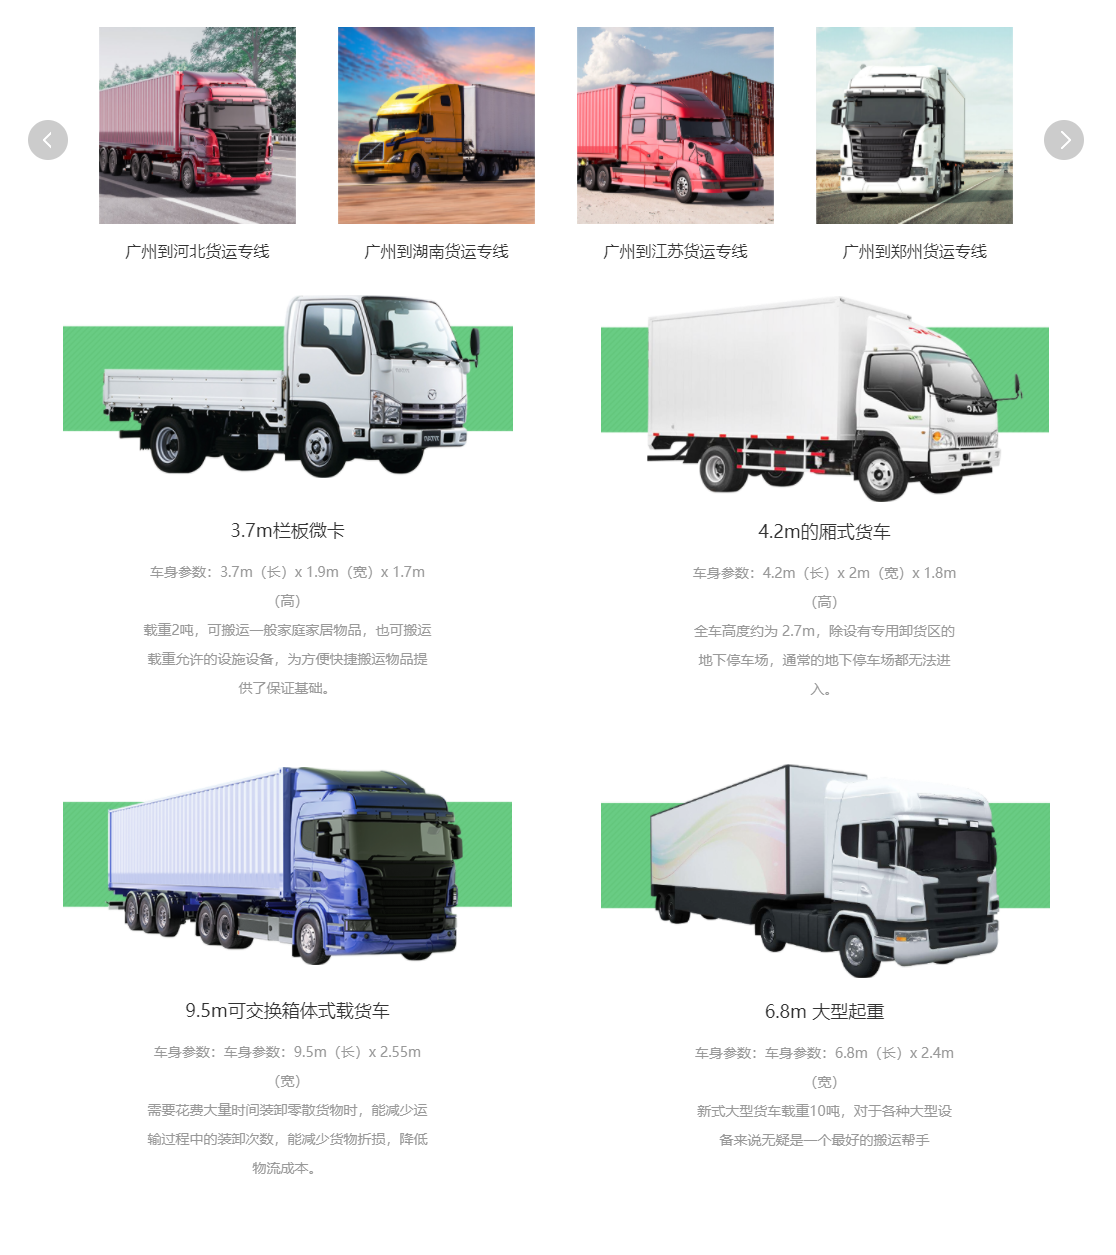 广州到河北货运专线
广州到湖南货运专线
广州到江苏货运专线
广州到郑州货运专线
3.7m栏板微卡
车身参数：3.7m（长）x 1.9m（宽）x 1.7m
（高）
载重2吨，可搬运一般家庭家居物品，也可搬运
载重允许的设施设备，为方便快捷搬运物品提
供了保证基础。
JAC
4.2m的厢式货车
车身参数：4.2m（长）x 2m（宽）x 1.8m
（高）
全车高度约为 2.7m，除设有专用卸货区的
地下停车场，通常的地下停车场都无法进
入。
9.5m可交换箱体式载货车
车身参数：车身参数：9.5m（长）x 2.55m
（宽）
需要花费大量时间装卸零散货物时，能减少运
输过程中的装卸次数，能减少货物折损，降低
物流成本。
6.8m 大型起重
车身参数：车身参数：6.8m（长）x 2.4m
（宽）
新式大型货车载重10吨，对于各种大型设
备来说无疑是一个最好的搬运帮手